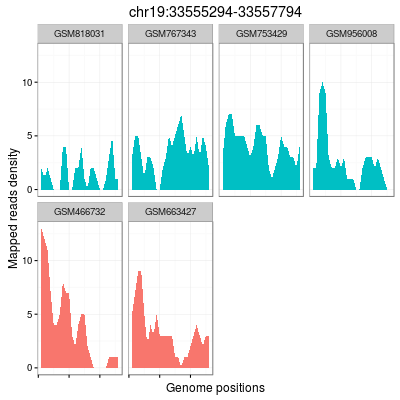 chr19:33555294-33557794
GSM818031 GSM767343 GSM753429 GSM956008
10
5
0
GSM466732 GSM663427
10
5
0
Mapped reads density
Genome positions